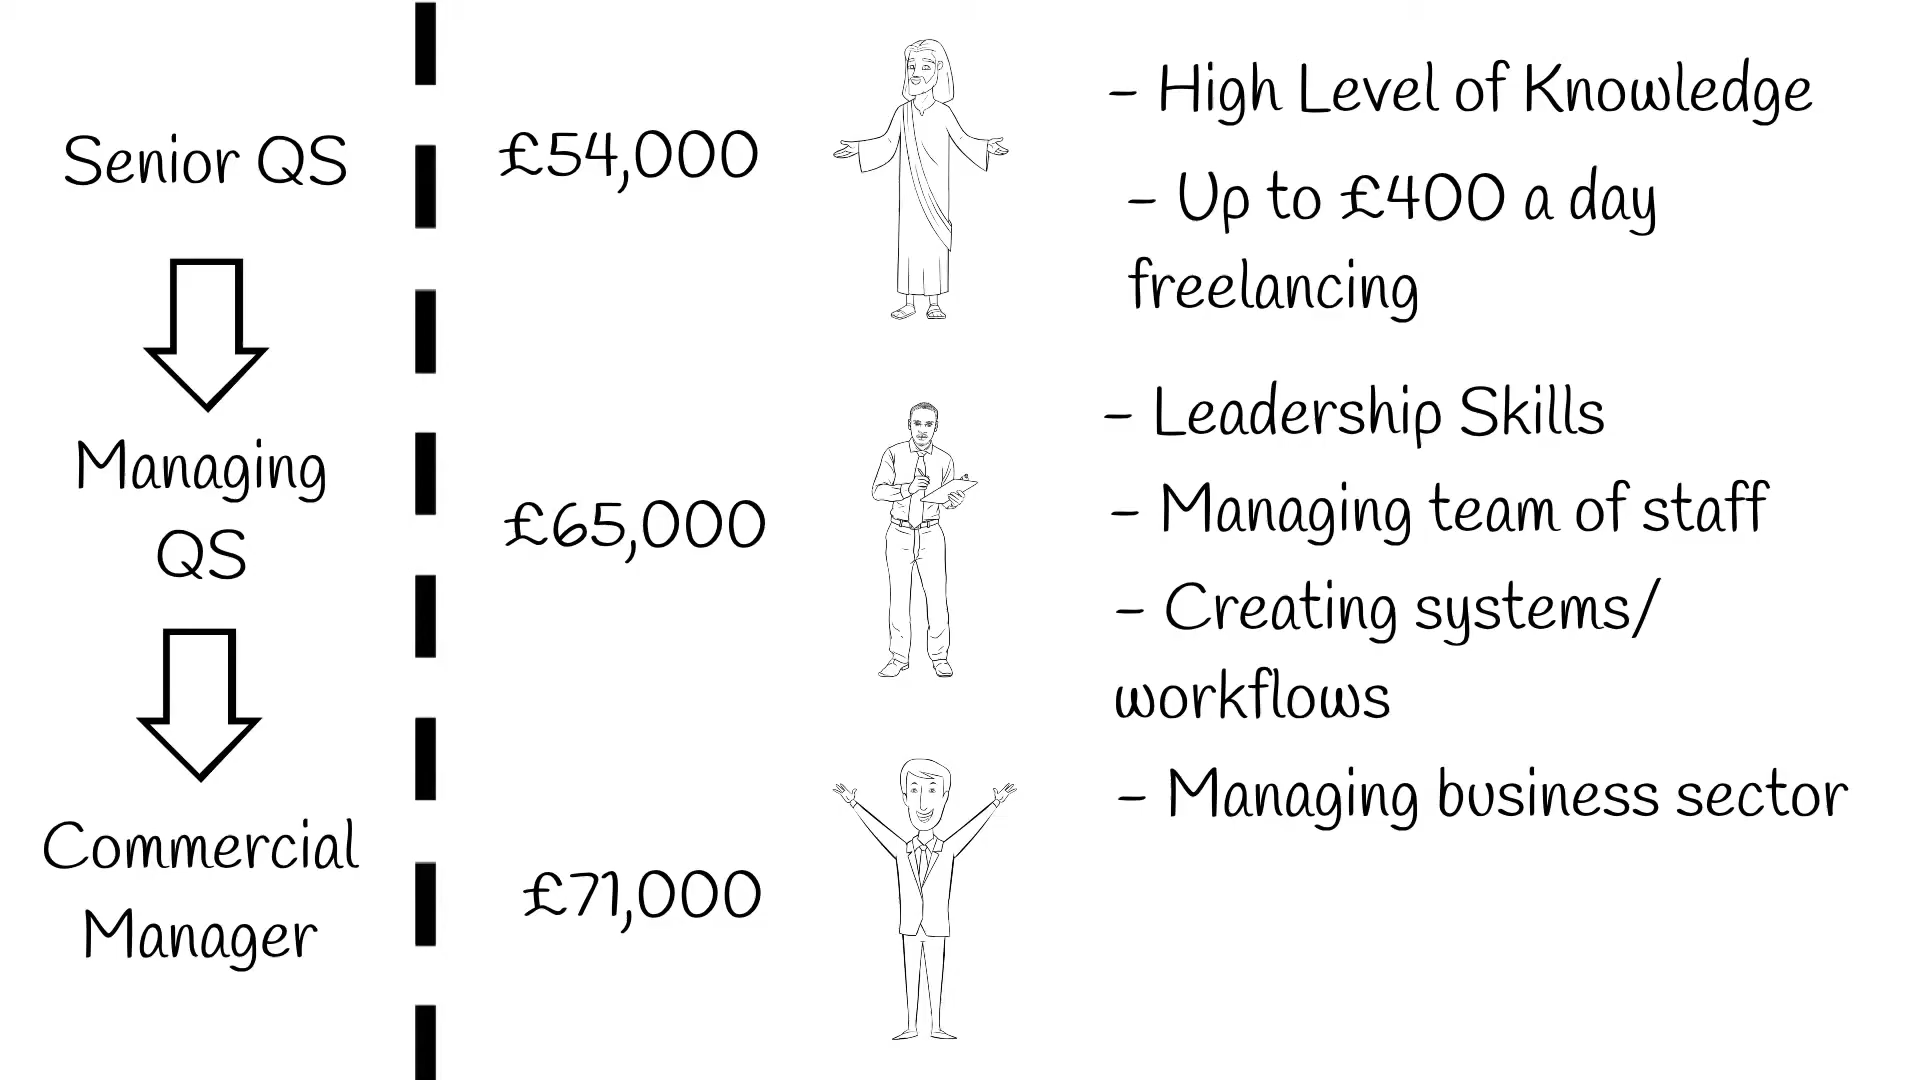 Senior QS
£54,000
- High Level of Knowledge
- Up to £400 a day
freelancing
Managing
QS
£65,000
- Leadership Skills
- Managing team of staff
- Creating systems/
workflows
Commercial
Manager
£71,000
- Managing business sector